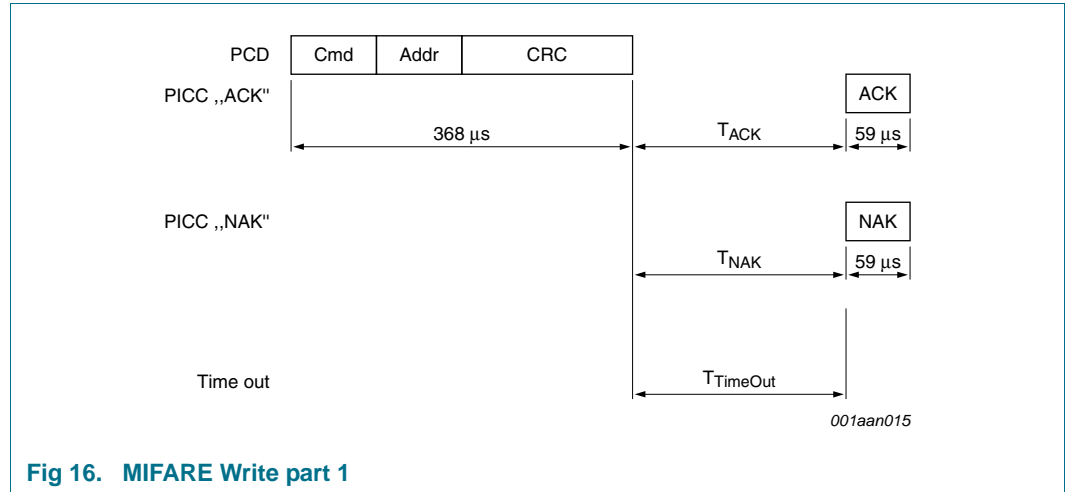 PCD Cmd Addr CRC
PICC ,,ACK" ACK
368 μs TACK 59 μs
PICC ,,NAK" NAK
TNAK 59 μs
Time out TTimeOut
001aan015
Fig 16. MIFARE Write part 1